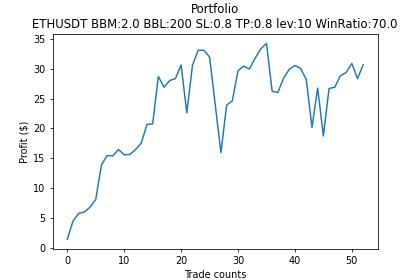 Portfolio
ETHUSDT BBM:2.0 BBL:200 SL:0.8 TP:0.8 lev:10 WinRatio:70.0
35
30
25
20
15
10
5
0
Profit ($)
0 10 20 30 40 50
Trade counts